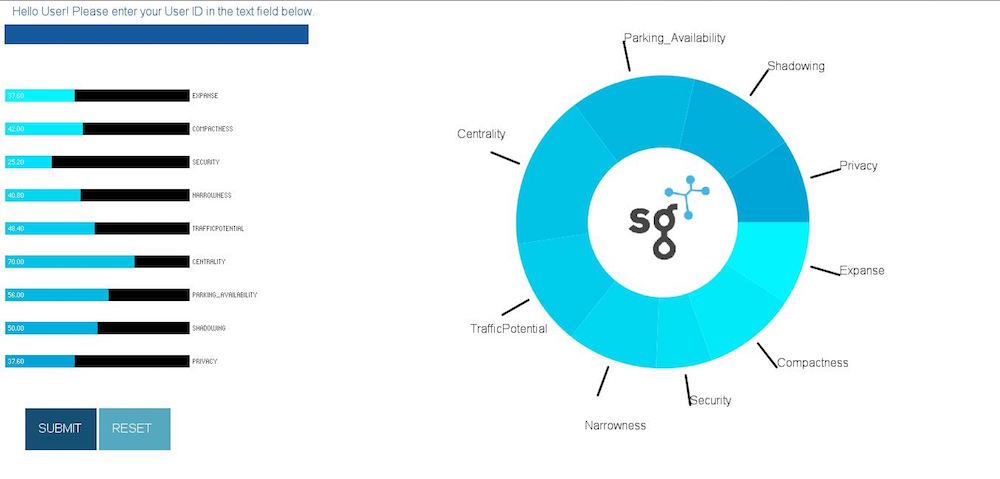 Hello User! Please enter your User ID in the text field below.
37.60 EXPANSE
42.00 COMPACTNESS
25.20 SECURITY
40.80 NARROWNESS
48.40 TRAFFICPOTENTIAL
70.00 CENTRALITY
56.00 PARKING_AVAILABILITY
50.00 SHADOWING
37.60 PRIVACY
SUBMIT RESET
Parking_Availability
Shadowing
Centrality
Privacy
sg
Expanse
TrafficPotential
Compactness
Security
Narrowness